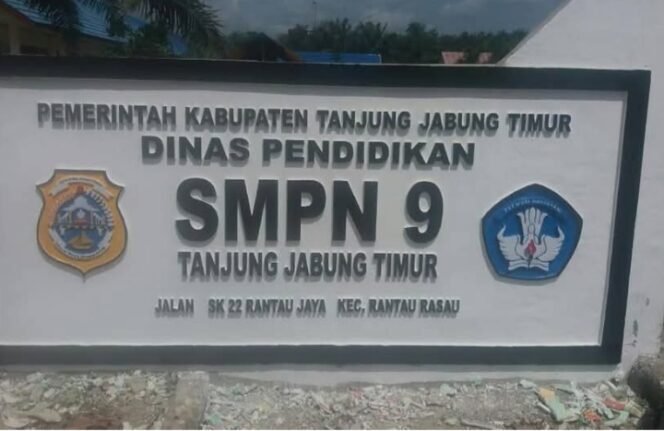 PEMERINTAH KABUPATEN TANJUNG JABUNG TIMUR
DINAS PENDIDIKAN
SMPN 9
TANJUNG JABUNG TIMUR
JALAN SK 22 RANTAU JAYA KEC. RANTAU RASAU